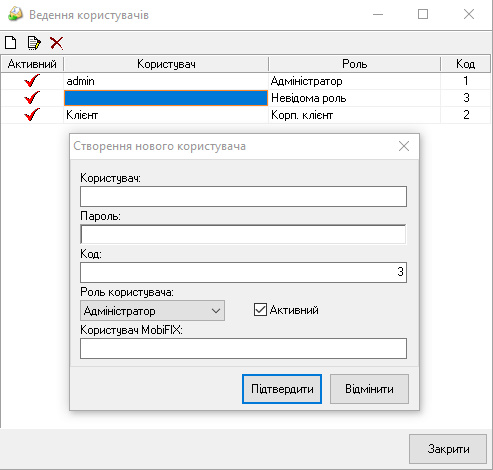 Ведення користувачів
Активний Користувач Роль Код
admin Адміністратор 1
Невідома роль 3
Клієнт Корп. клієнт 2
Створення нового користувача
Користувач:
Пароль:
Код:
3
Роль користувача:
Адміністратор Активний
Користувач MobiFIX:
Підтвердити Відмінити
Закрити